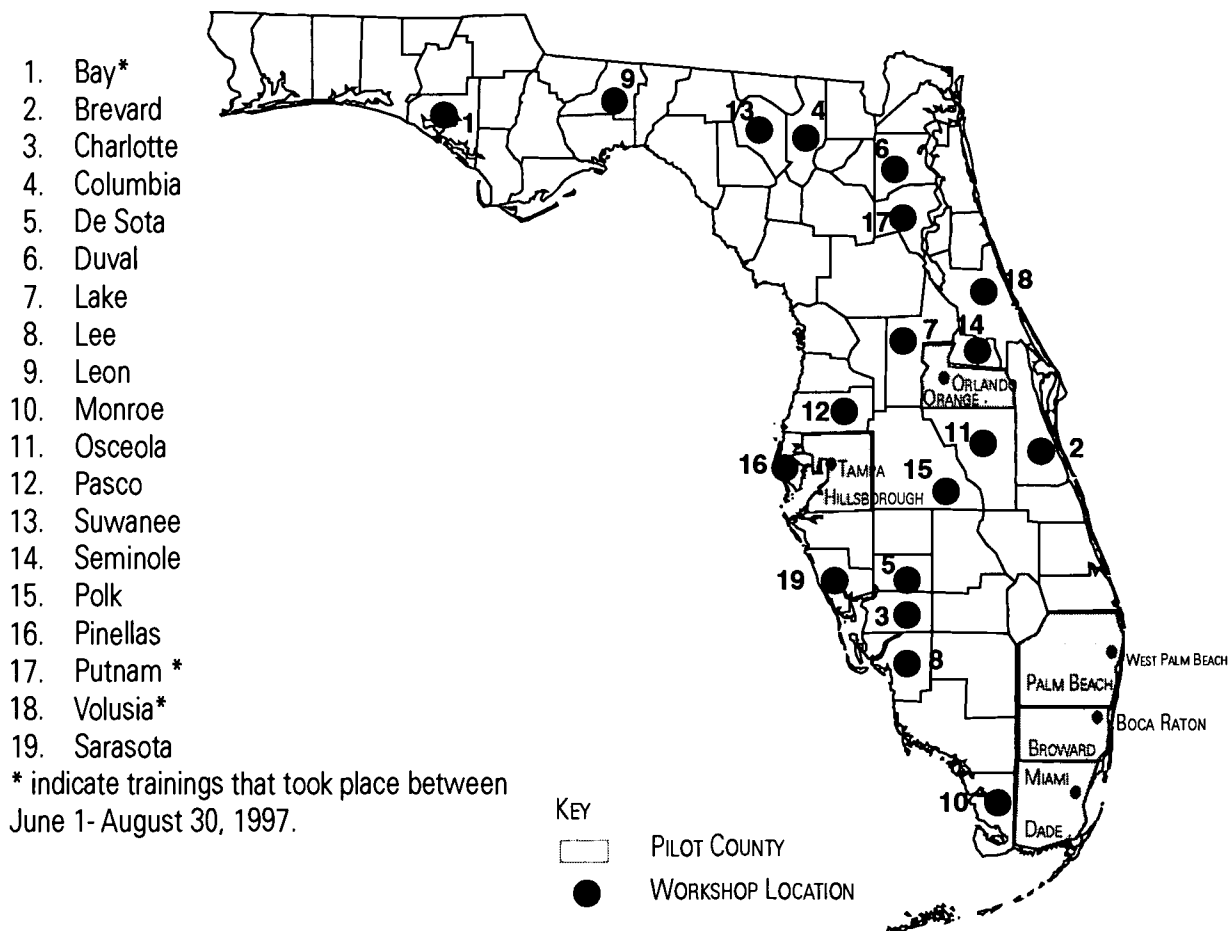 1. Bay*
2. Brevard
3. Charlotte
4. Columbia
5. De Sota
6. Duval
7. Lake
8. Lee
9. Leon
10. Monroe
11. Osceola
12. Pasco
13. Suwanee
14. Seminole
15. Polk
16. Pinellas
17. Putnam *
18. Volusia*
19. Sarasota
* indicate trainings that took place between
June 1- August 30, 1997.
9
1
13
4
6
17
18
7
14
ORLANDO
ORANGE
12
11
2
16
TAMPA
15
HILLSBOROUGH
19
5
3
8
WEST PALM BEACH
PALM BEACH
BOCA RATON
BROWARD
MIAMI
10
DADE
KEY
PILOT COUNTY
WORKSHOP LOCATION